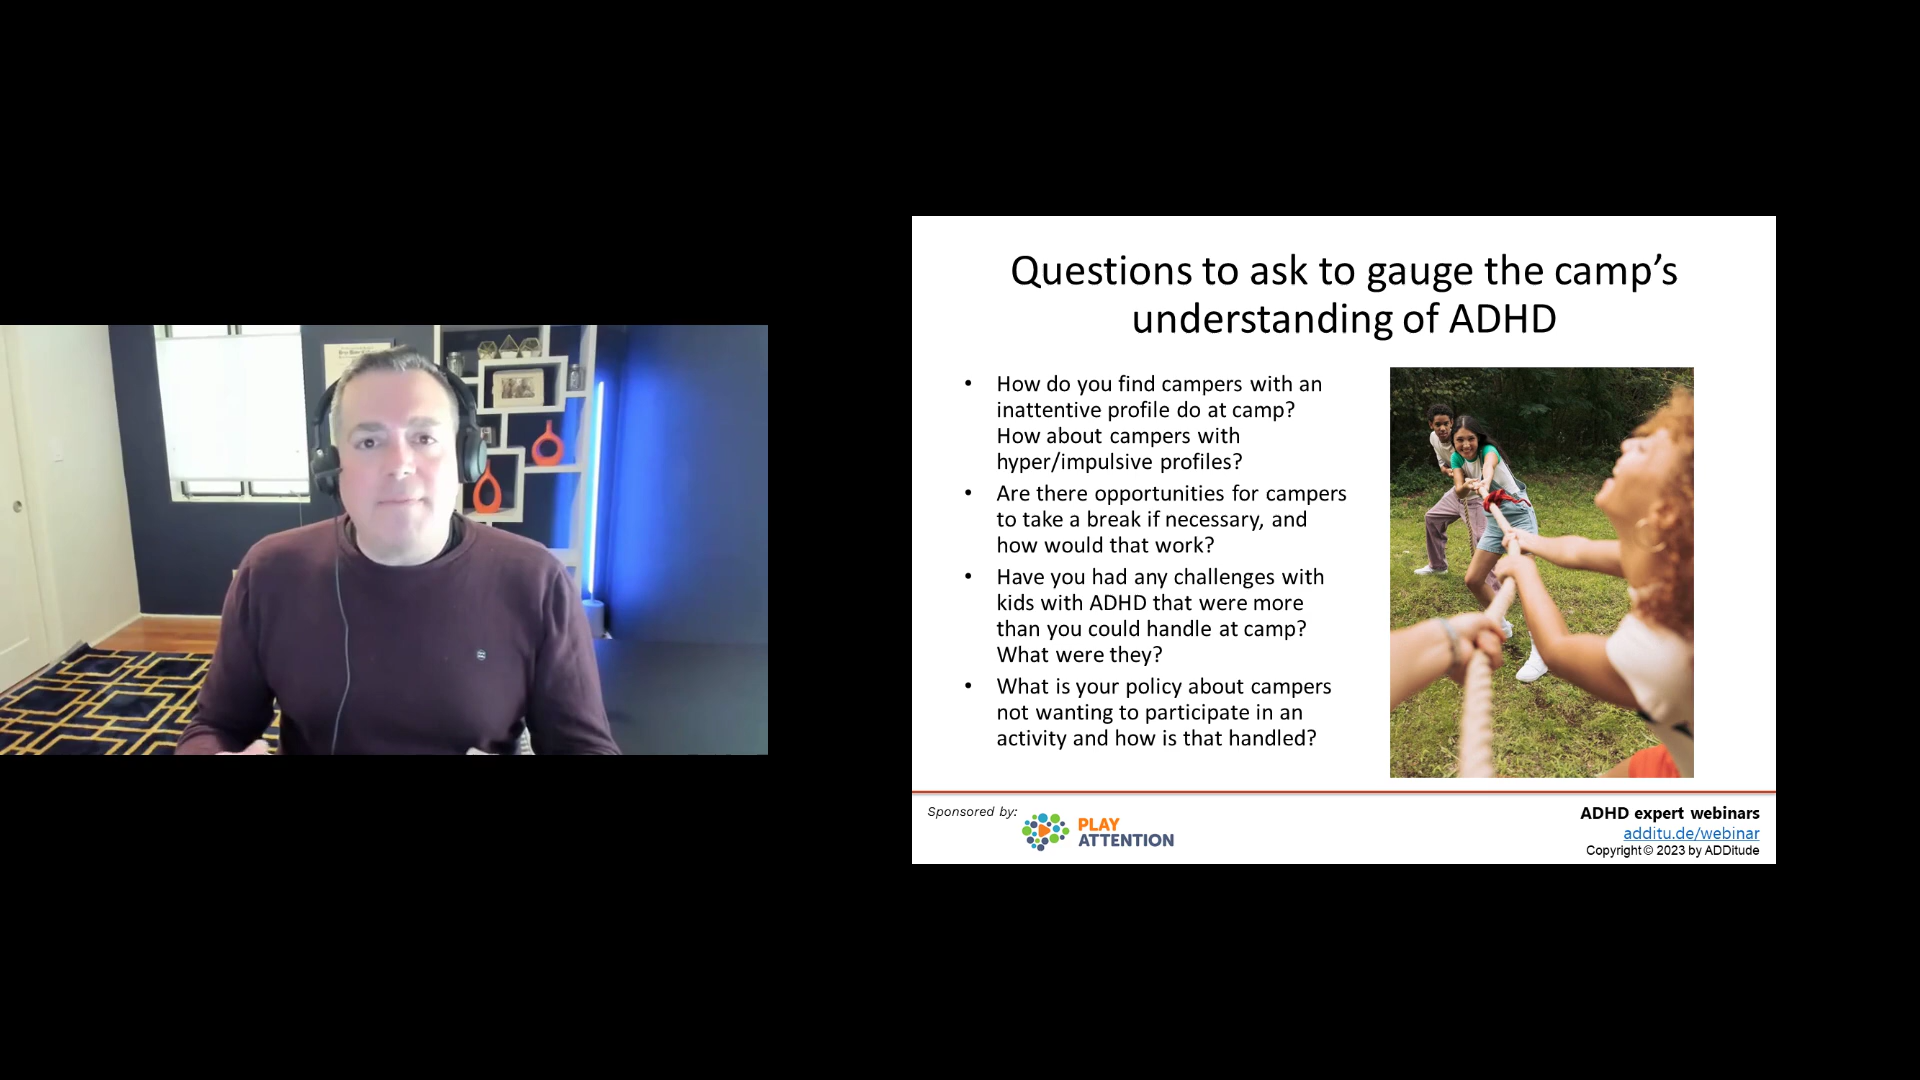 Questions to ask to gauge the camp’s
understanding of ADHD
• How do you find campers with an
inattentive profile do at camp?
How about campers with
hyper/impulsive profiles?
• Are there opportunities for campers
to take a break if necessary, and
how would that work?
• Have you had any challenges with
kids with ADHD that were more
than you could handle at camp?
What were they?
• What is your policy about campers
not wanting to participate in an
activity and how is that handled?
Sponsored by:
PLAY
ATTENTION
ADHD expert webinars
additu.de/webinar
Copyright © 2023 by ADDitude